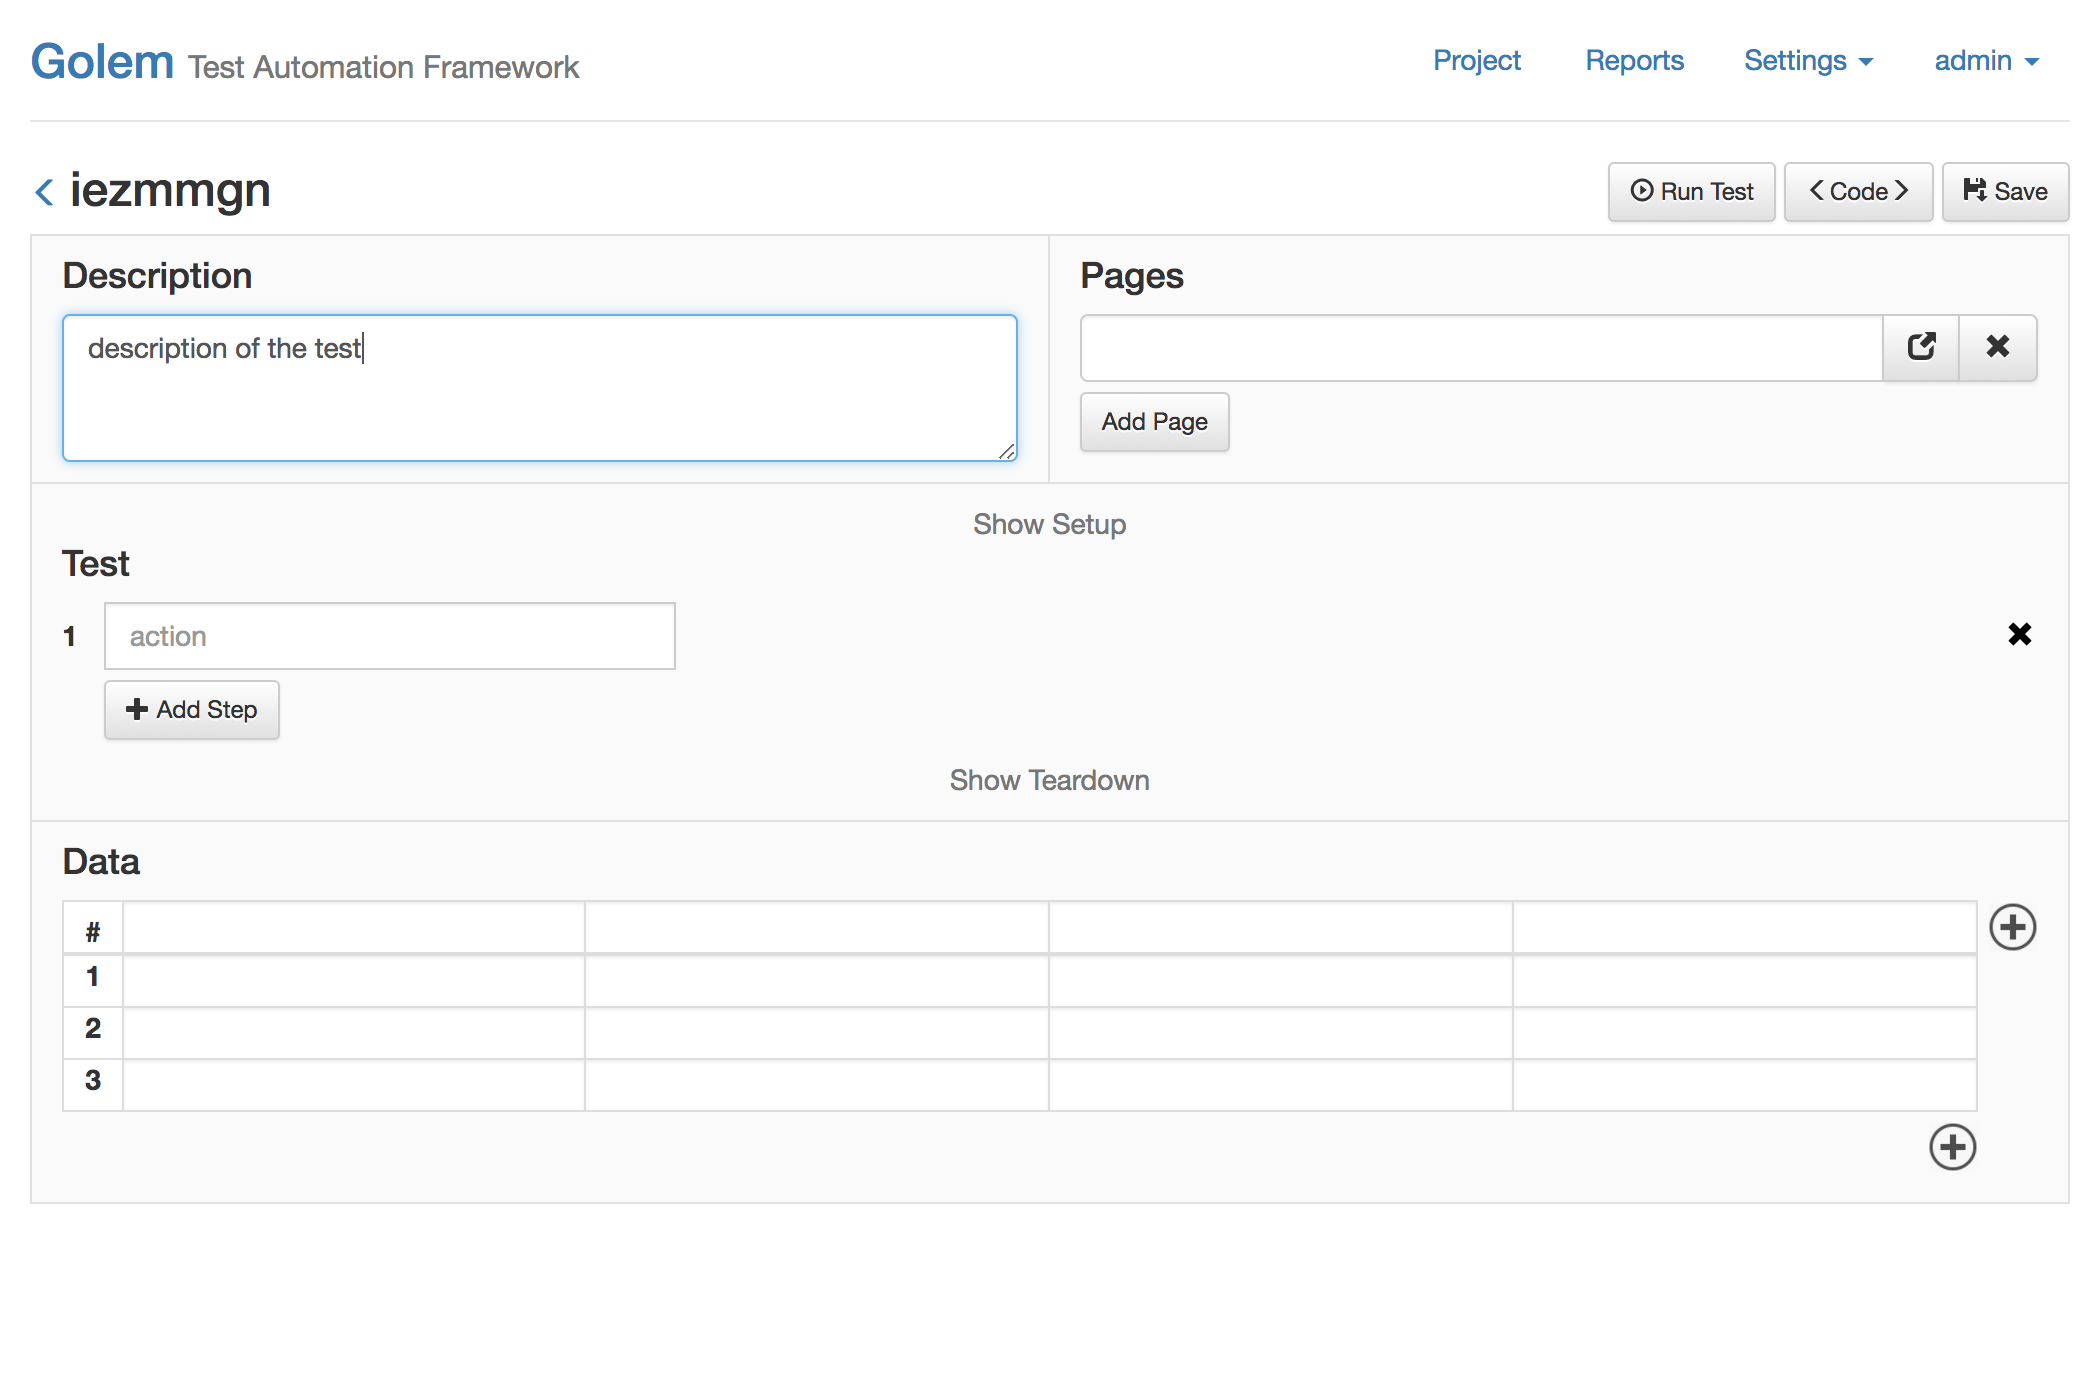 Golem Test Automation Framework
Project Reports Settings admin
iezmmgn
Run Test Code Save
Description Pages
description of the test
Add Page
Show Setup
Test
1 action
Add Step
Show Teardown
Data
#
1
2
3